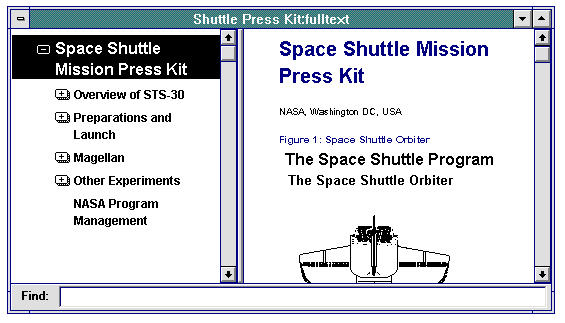 Shuttle Press Kit:fulltext
Space Shuttle
Mission Press Kit
Overview of STS-30
Preparations and
Launch
Magellan
Other Experiments
NASA Program
Management
Space Shuttle Mission
Press Kit
NASA, Washington DC, USA
Figure 1: Space Shuttle Orbiter
The Space Shuttle Program
The Space Shuttle Orbiter
Find: